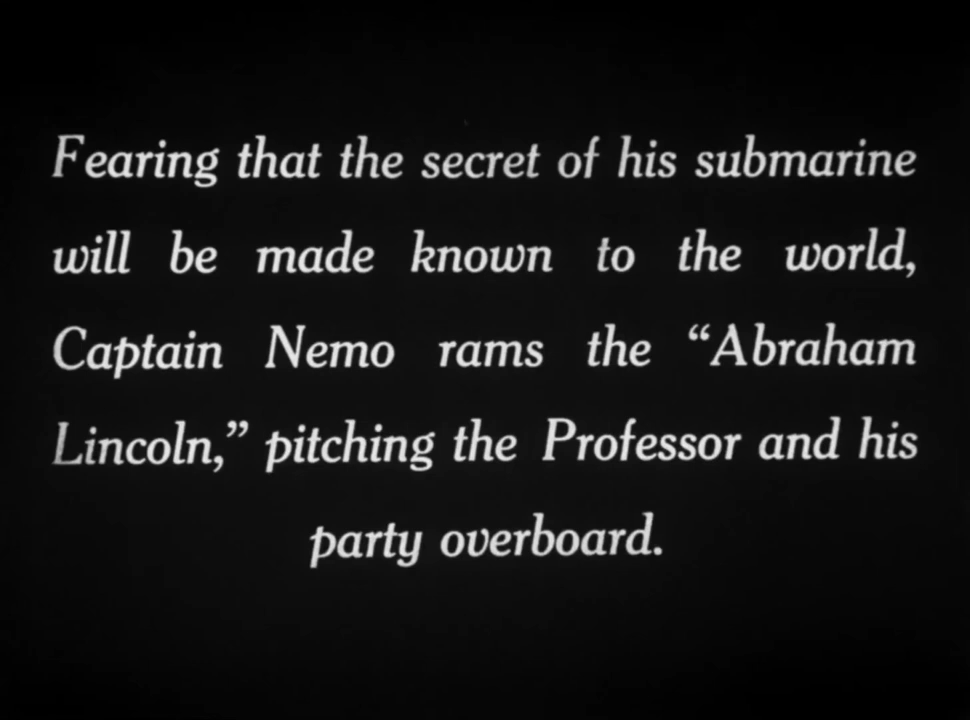 Fearing that the secret of his submarine
will be made known to the world,
Captain Nemo rams the “Abraham
Lincoln,” pitching the Professor and his
party overboard.